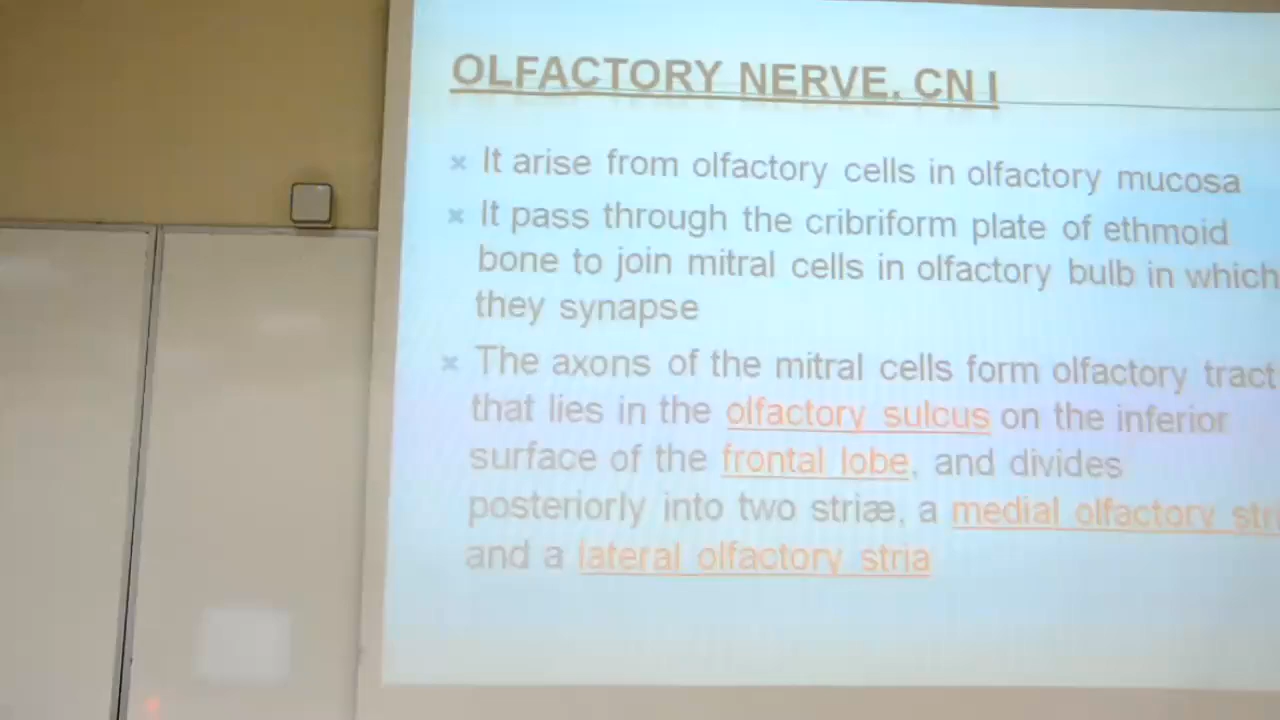 OLFACTORY NERVE. CN I
It arise from olfactory cells in olfactory mucosa
It pass through the cribriform plate of ethmoid
bone to join mitral cells in olfactory bulb in which
they synapse
The axons of the mitral cells form olfactory tract
that lies in the olfactory sulcus on the inferior
surface of the frontal lobe, and divides
posteriorly into two striæ, a medial olfactory stri
and a lateral olfactory stria